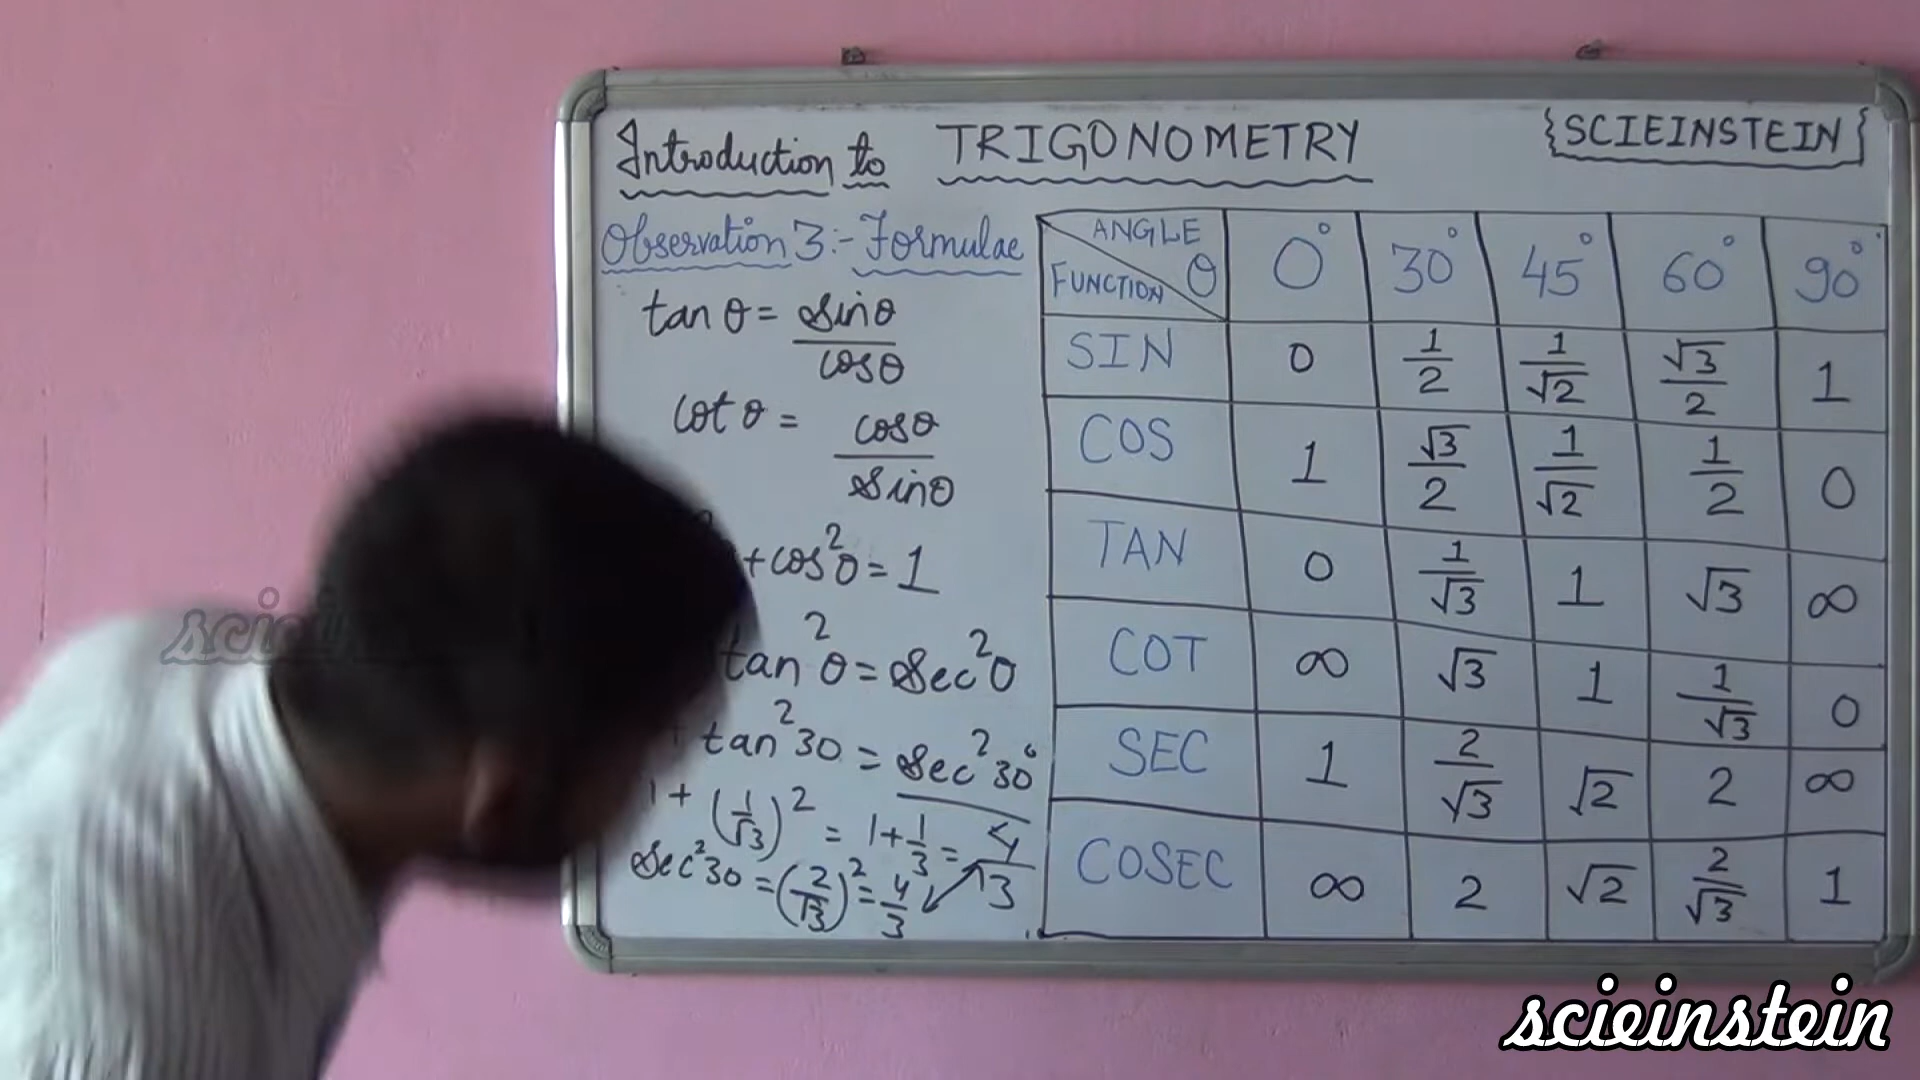 Introduction to TRIGONOMETRY {SCIEINSTEIN}
Observation 3:- Formulae
tan θ = sinθ / cosθ
cot θ = cosθ / sinθ
+cos²θ = 1
tan²θ = sec²θ
+ tan²30 = sec²30°
1 + (1/√3)² = 1 + 1/3 = 4/3
sec²30 = (2/√3)² = 4/3
ANGLE θ FUNCTION 0° 30° 45° 60° 90°
SIN 0 1/2 1/√2 √3/2 1
COS 1 √3/2 1/√2 1/2 0
TAN 0 1/√3 1 √3 ∞
COT ∞ √3 1 1/√3 0
SEC 1 2/√3 √2 2 ∞
COSEC ∞ 2 √2 2/√3 1
scieinstein